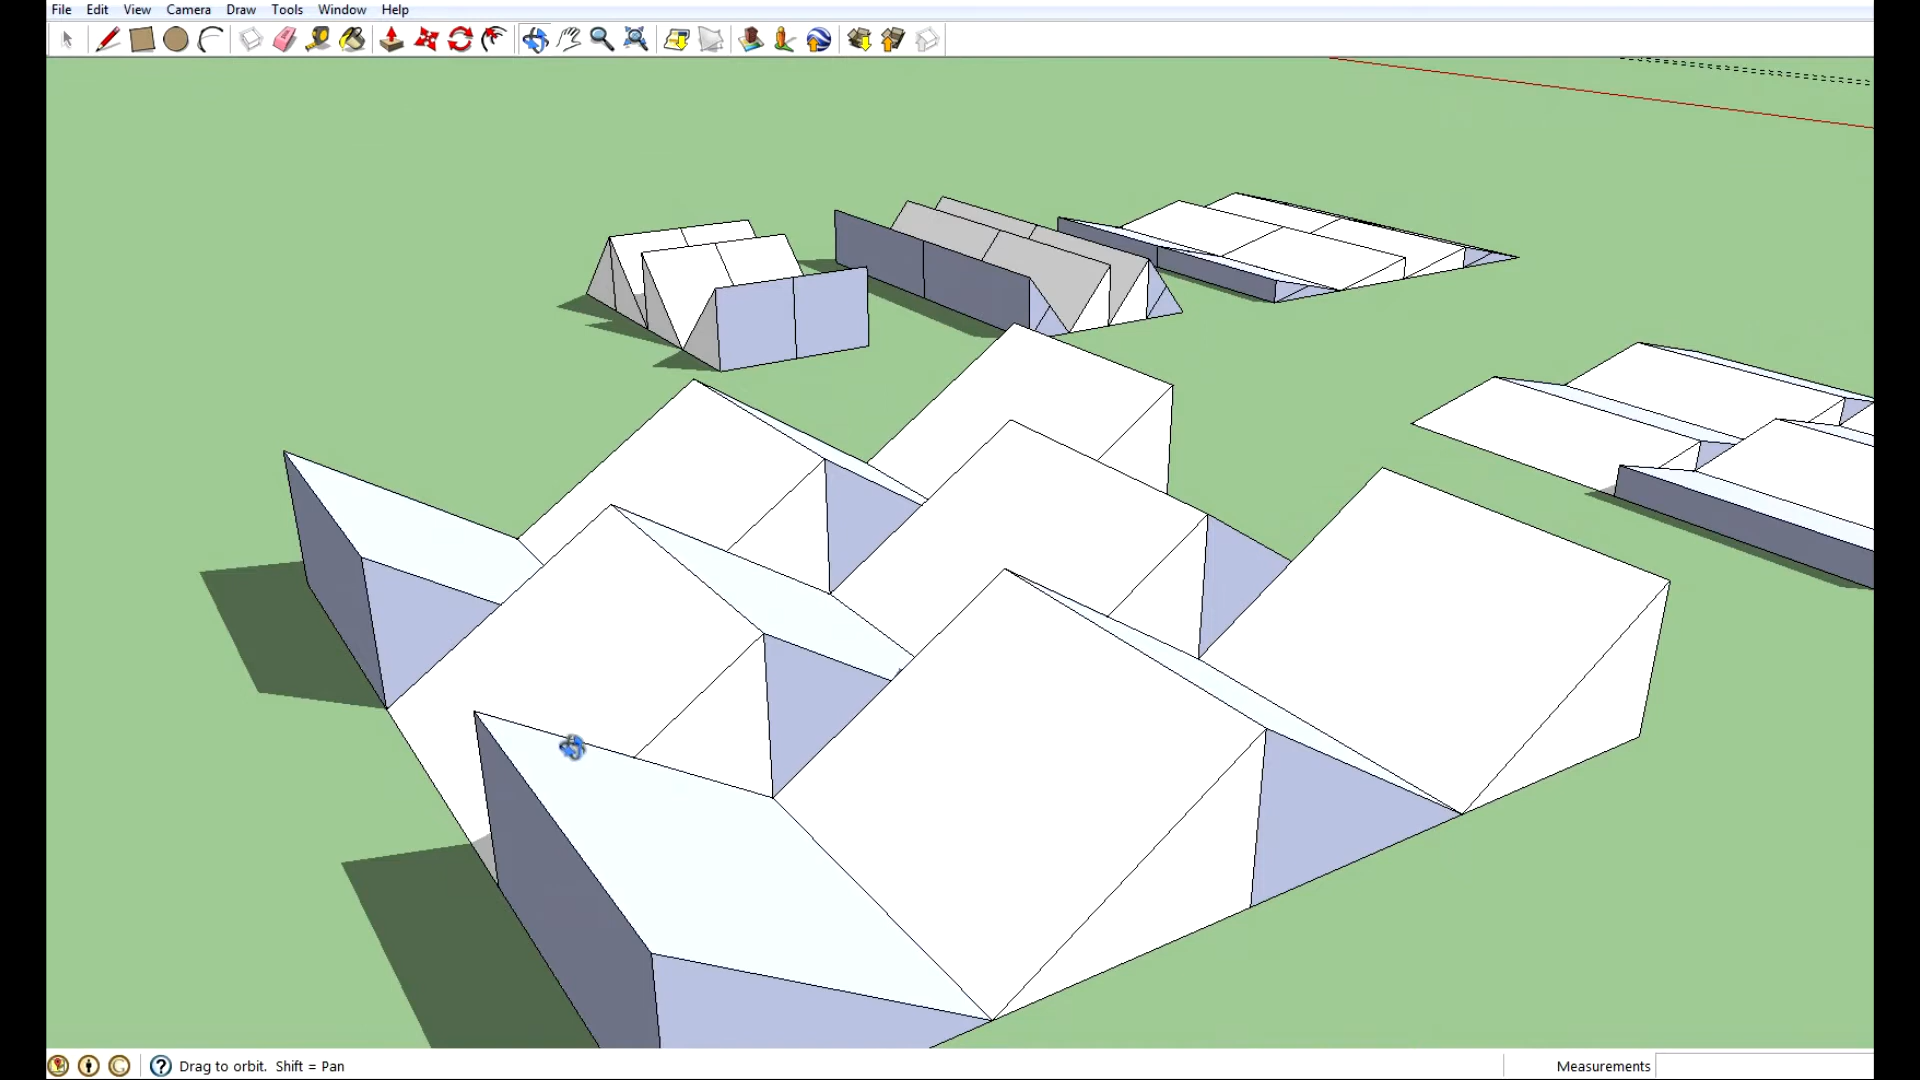 File Edit View Camera Draw Tools Window Help
Drag to orbit. Shift = Pan
Measurements